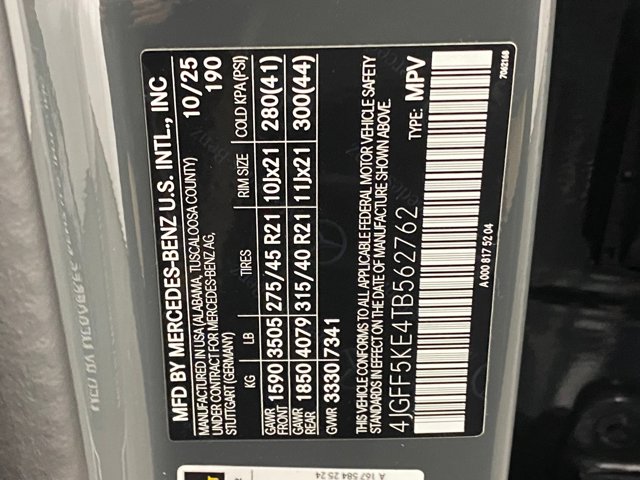 MFD BY MERCEDES-BENZ U.S. INTL., INC
MANUFACTURED IN USA (ALABAMA, TUSCALOOSA COUNTY) 10/25
UNDER CONTRACT FOR MERCEDES-BENZ AG, 190
STUTTGART (GERMANY)
KG LB TIRES RIM SIZE COLD KPA (PSI)
GAWR FRONT 1590 3505 275/45 R21 10Jx21 280(41)
GAWR REAR 1850 4079 315/40 R21 11Jx21 300(44)
GVWR 3330 7341
THIS VEHICLE CONFORMS TO ALL APPLICABLE FEDERAL MOTOR VEHICLE SAFETY
STANDARDS IN EFFECT ON THE DATE OF MANUFACTURE SHOWN ABOVE.
4JGFF5KE4TB562762 TYPE: MPV
A 000 817 52 04 7062168
A 167 584 25 24